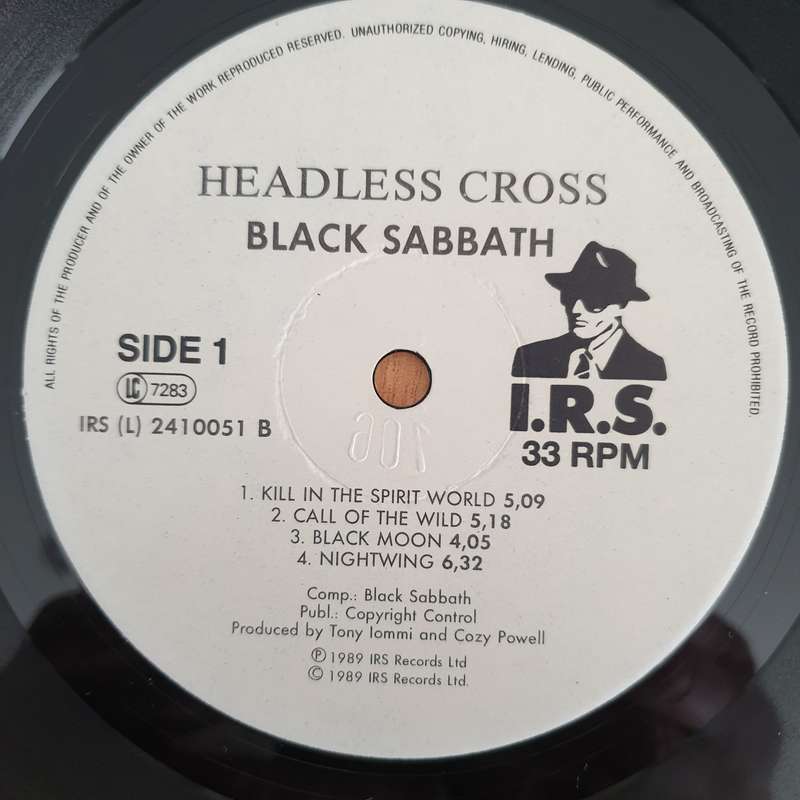 ALL RIGHTS OF THE PRODUCER AND OF THE OWNER OF THE WORK REPRODUCED RESERVED. UNAUTHORIZED COPYING, HIRING, LENDING, PUBLIC PERFORMANCE AND BROADCASTING OF THE RECORD PROHIBITED.
HEADLESS CROSS
BLACK SABBATH
SIDE 1
LC 7283
IRS (L) 2410051 B
I.R.S.
33 RPM
1. KILL IN THE SPIRIT WORLD 5,09
2. CALL OF THE WILD 5,18
3. BLACK MOON 4,05
4. NIGHTWING 6,32
Comp.: Black Sabbath
Publ.: Copyright Control
Produced by Tony Iommi and Cozy Powell
Ⓟ 1989 IRS Records Ltd
© 1989 IRS Records Ltd.